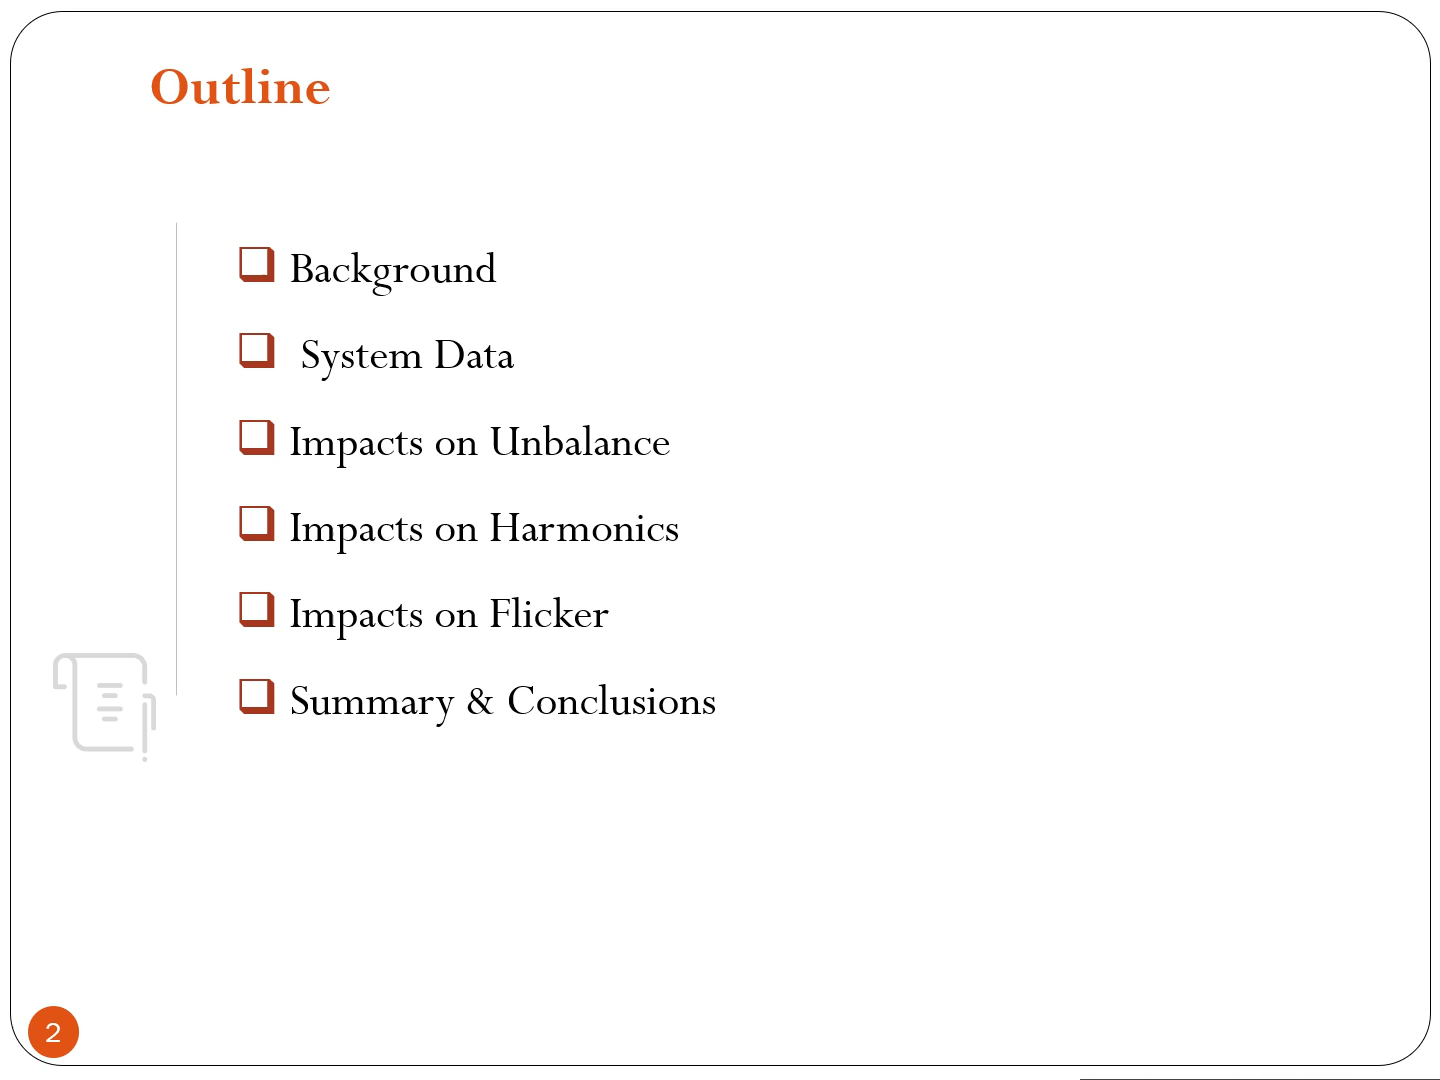 Outline
Background
System Data
Impacts on Unbalance
Impacts on Harmonics
Impacts on Flicker
Summary & Conclusions
2